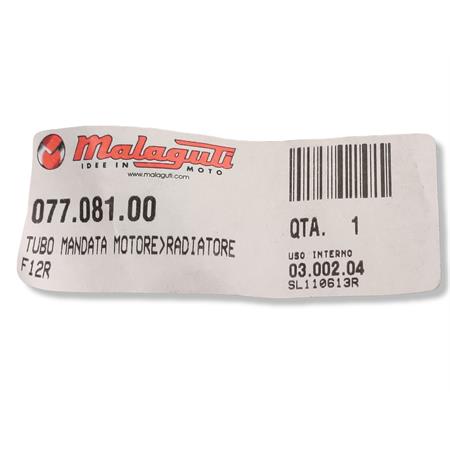 Malaguti
IDEE IN MOTO
www.malaguti.com
077.081.00
TUBO MANDATA MOTORE>RADIATORE
F12R
QTA. 1
USO INTERNO
03.002.04
SL110613R